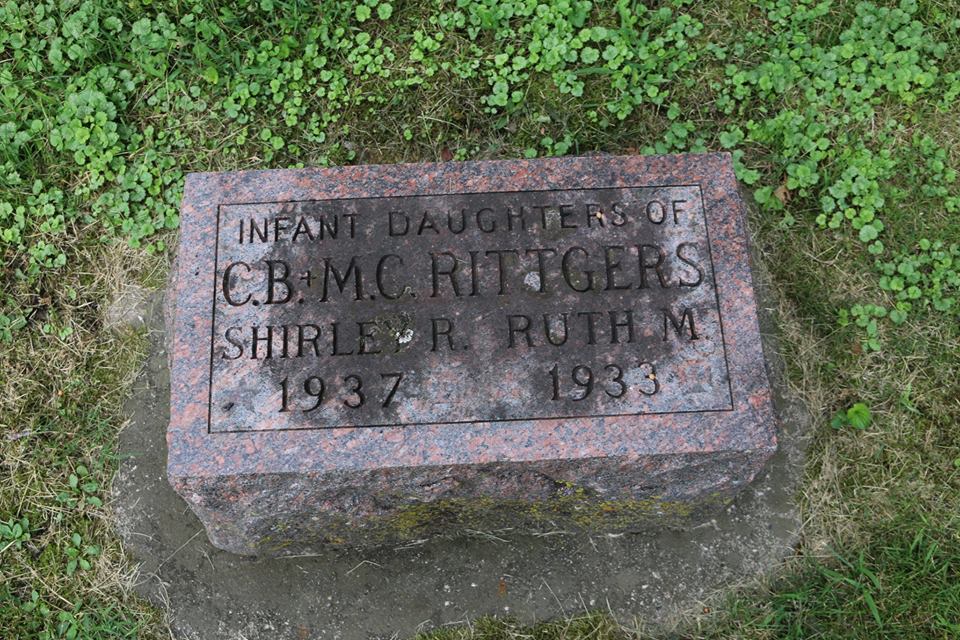 INFANT DAUGHTERS OF
C.B. + M.C. RITTGERS
SHIRLEY R. RUTH M.
1937 1933